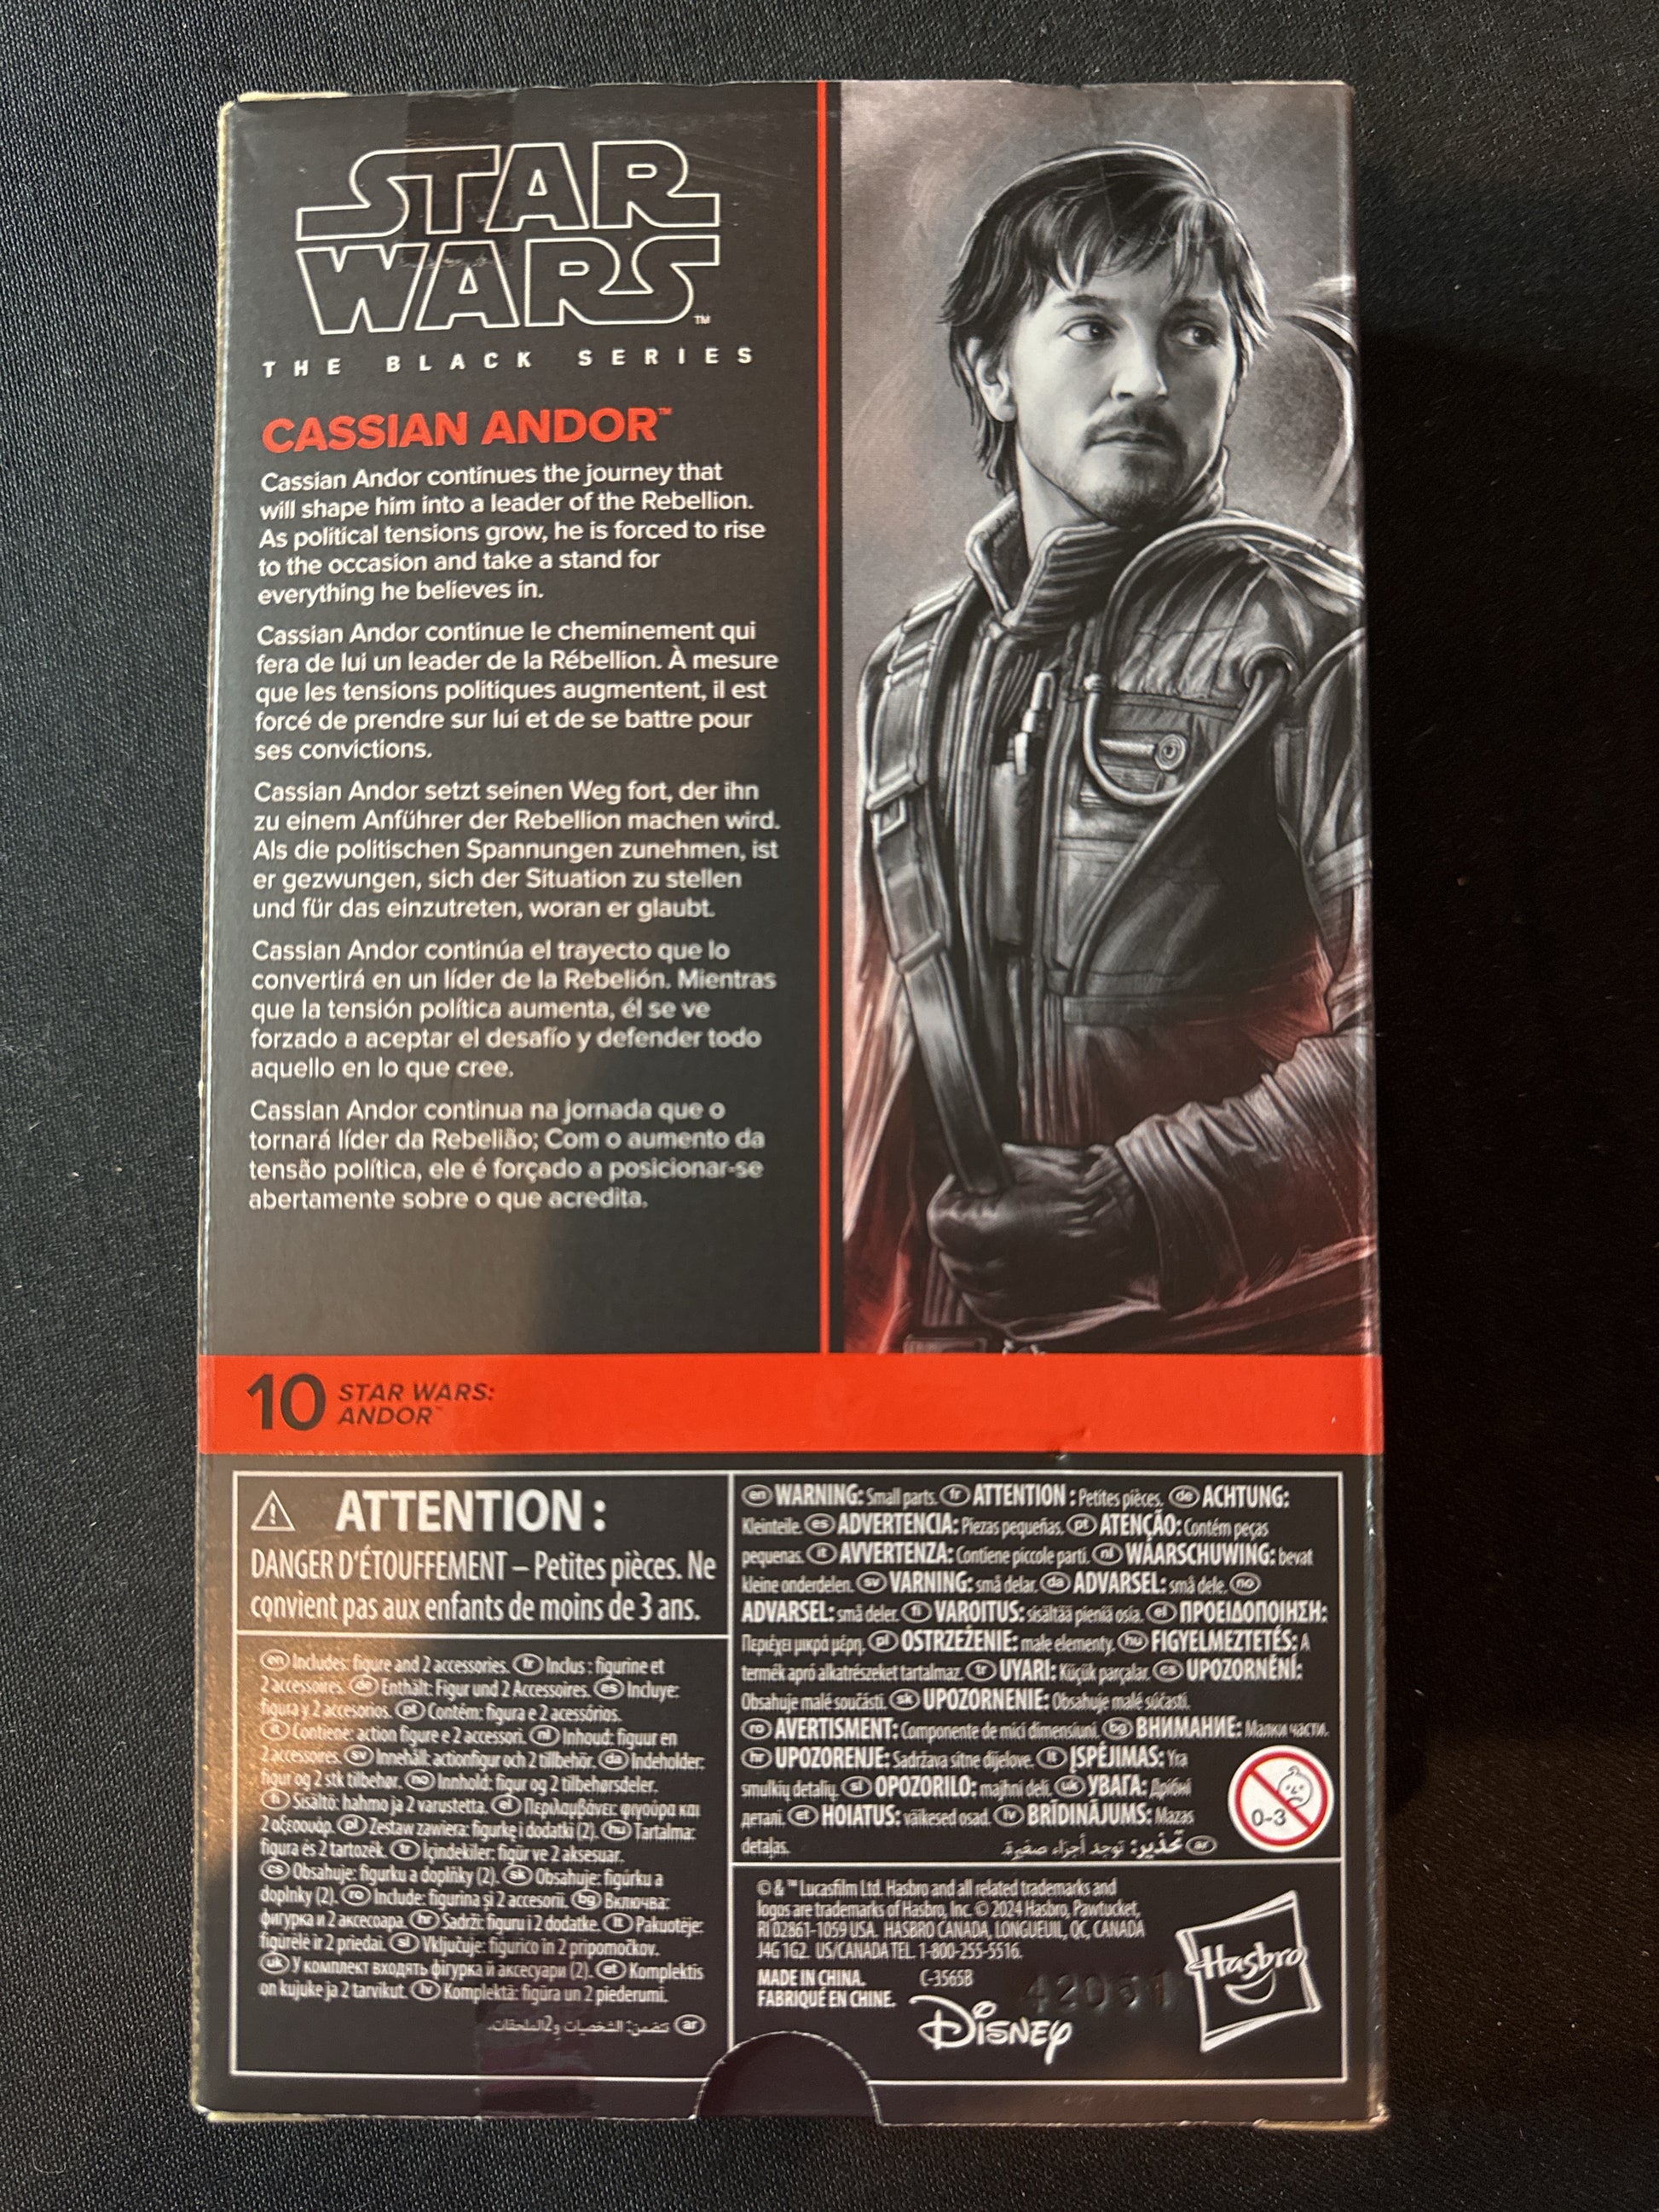 STAR
WARS™
THE BLACK SERIES
CASSIAN ANDOR™
Cassian Andor continues the journey that
will shape him into a leader of the Rebellion.
As political tensions grow, he is forced to rise
to the occasion and take a stand for
everything he believes in.
Cassian Andor continue le cheminement qui
fera de lui un leader de la Rébellion. À mesure
que les tensions politiques augmentent, il est
forcé de prendre sur lui et de se battre pour
ses convictions.
Cassian Andor setzt seinen Weg fort, der ihn
zu einem Anführer der Rebellion machen wird.
Als die politischen Spannungen zunehmen, ist
er gezwungen, sich der Situation zu stellen
und für das einzutreten, woran er glaubt.
Cassian Andor continúa el trayecto que lo
convertirá en un líder de la Rebelión. Mientras
que la tensión política aumenta, él se ve
forzado a aceptar el desafío y defender todo
aquello en lo que cree.
Cassian Andor continua na jornada que o
tornará líder da Rebelião; Com o aumento da
tensão política, ele é forçado a posicionar-se
abertamente sobre o que acredita.
10 STAR WARS:
ANDOR™
ATTENTION :
DANGER D'ÉTOUFFEMENT – Petites pièces. Ne
convient pas aux enfants de moins de 3 ans.
en Includes: figure and 2 accessories. fr Inclus : figurine et
2 accessoires. de Enthält: Figur und 2 Accessoires. es Incluye:
figura y 2 accesorios. pt Contém: figura e 2 acessórios.
it Contiene: action figure e 2 accessori. nl Inhoud: figuur en
2 accessoires. sv Innehåll: actionfigur och 2 tillbehör. da Indeholder:
figur og 2 stk tilbehør. no Innhold: figur og 2 tilbehørsdeler.
fi Sisältö: hahmo ja 2 varustetta. el Περιλαμβάνει: φιγούρα και
2 αξεσουάρ. pl Zestaw zawiera: figurkę i dodatki (2). hu Tartalma:
figura és 2 tartozék. tr İçindekiler: figür ve 2 aksesuar.
cs Obsahuje: figurku a doplňky (2). sk Obsahuje: figúrku a
doplnky (2). ro Include: figurina și 2 accesorii. bg Включва:
фигурка и 2 аксесоара. hr Sadrži: figuru i 2 dodatke. lt Pakuotėje:
figūrėlė ir 2 priedai. sl Vključuje: figurico in 2 pripomočkov.
uk У комплект входять фігурка й аксесуари (2). et Komplektis
on kujuke ja 2 tarvikut. lv Komplektā: figūra un 2 piederumi.
ar تتضمن: الشخصيات و2الملحقات.
en WARNING: Small parts. fr ATTENTION : Petites pièces. de ACHTUNG:
Kleinteile. es ADVERTENCIA: Piezas pequeñas. pt ATENÇÃO: Contém peças
pequenas. it AVVERTENZA: Contiene piccole parti. nl WAARSCHUWING: bevat
kleine onderdelen. sv VARNING: små delar. da ADVARSEL: små dele. no
ADVARSEL: små deler. fi VAROITUS: sisältää pieniä osia. el ΠΡΟΕΙΔΟΠΟΙΗΣΗ:
Περιέχει μικρά μέρη. pl OSTRZEŻENIE: małe elementy. hu FIGYELMEZTETÉS: A
termék apró alkatrészeket tartalmaz. tr UYARI: Küçük parçalar. cs UPOZORNĚNÍ:
Obsahuje malé součásti. sk UPOZORNENIE: Obsahuje malé súčasti.
ro AVERTISMENT: Componente de mici dimensiuni. bg ВНИМАНИЕ: Малки части.
hr UPOZORENJE: Sadržava sitne dijelove. lt ĮSPĖJIMAS: Yra
smulkių detalių. sl OPOZORILO: majhni deli. uk УВАГА: Дрібні
деталі. et HOIATUS: väikesed osad. lv BRĪDINĀJUMS: Mazas
detaļas.
ar تحذير: توجد أجزاء صغيرة.
0-3
© & ™ Lucasfilm Ltd. Hasbro and all related trademarks and
logos are trademarks of Hasbro, Inc. © 2024 Hasbro, Pawtucket,
RI 02861-1059 USA. HASBRO CANADA, LONGUEUIL, QC, CANADA
J4G 1G2. US/CANADA TEL. 1-800-255-5516.
MADE IN CHINA. C-3565B
FABRIQUÉ EN CHINE.
Disney
Hasbro